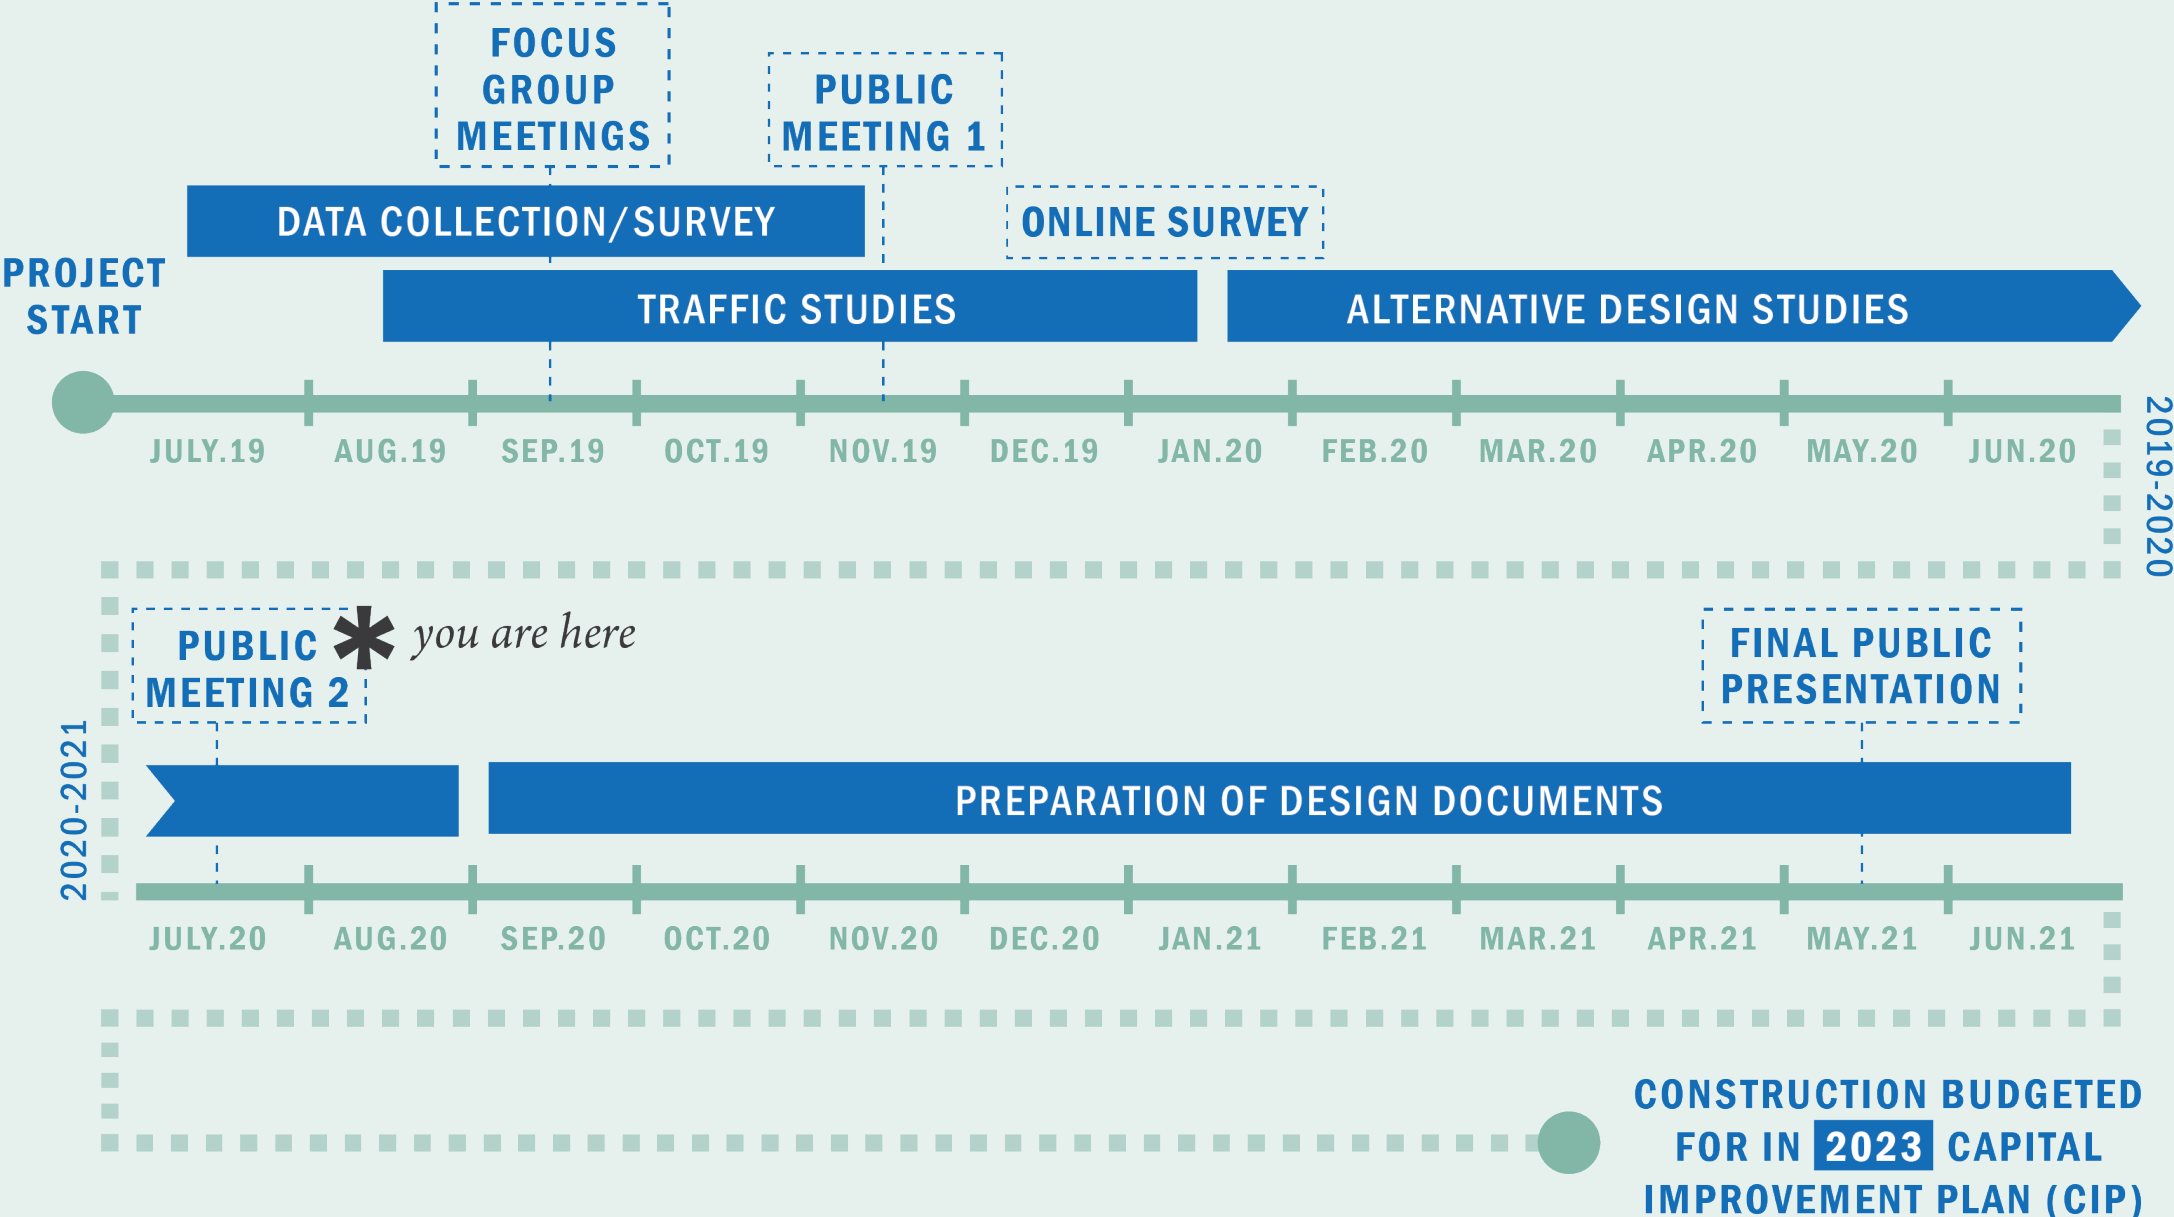 FOCUS
GROUP
MEETINGS
PUBLIC
MEETING 1
DATA COLLECTION/SURVEY
ONLINE SURVEY
PROJECT
START
TRAFFIC STUDIES
ALTERNATIVE DESIGN STUDIES
JULY.19 AUG.19 SEP.19 OCT.19 NOV.19 DEC.19 JAN.20 FEB.20 MAR.20 APR.20 MAY.20 JUN.20
2019-2020
PUBLIC
MEETING 2
* you are here
FINAL PUBLIC
PRESENTATION
2020-2021
PREPARATION OF DESIGN DOCUMENTS
JULY.20 AUG.20 SEP.20 OCT.20 NOV.20 DEC.20 JAN.21 FEB.21 MAR.21 APR.21 MAY.21 JUN.21
CONSTRUCTION BUDGETED
FOR IN 2023 CAPITAL
IMPROVEMENT PLAN (CIP)